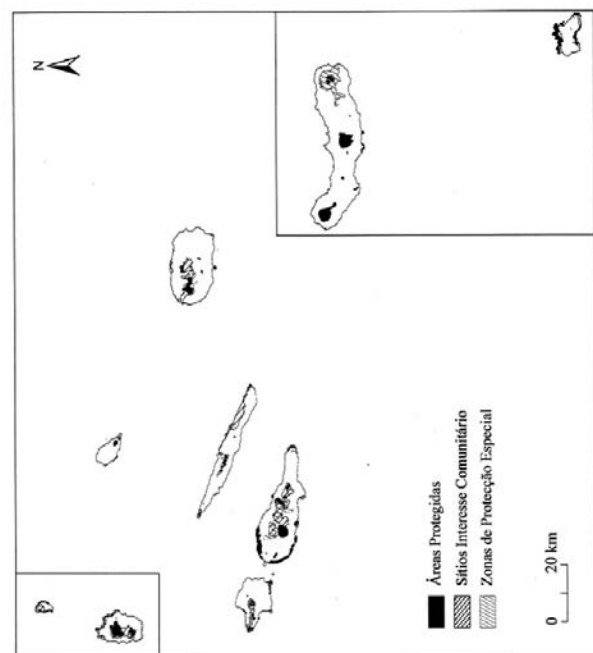 N
Áreas Protegidas
Sítios Interesse Comunitário
Zonas de Protecção Especial
0
20 km